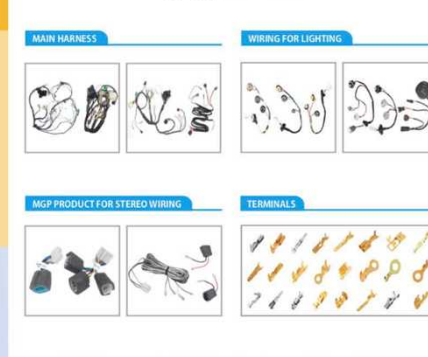 MAIN HARNESS
WIRING FOR LIGHTING
MGP PRODUCT FOR STEREO WIRING
TERMINALS